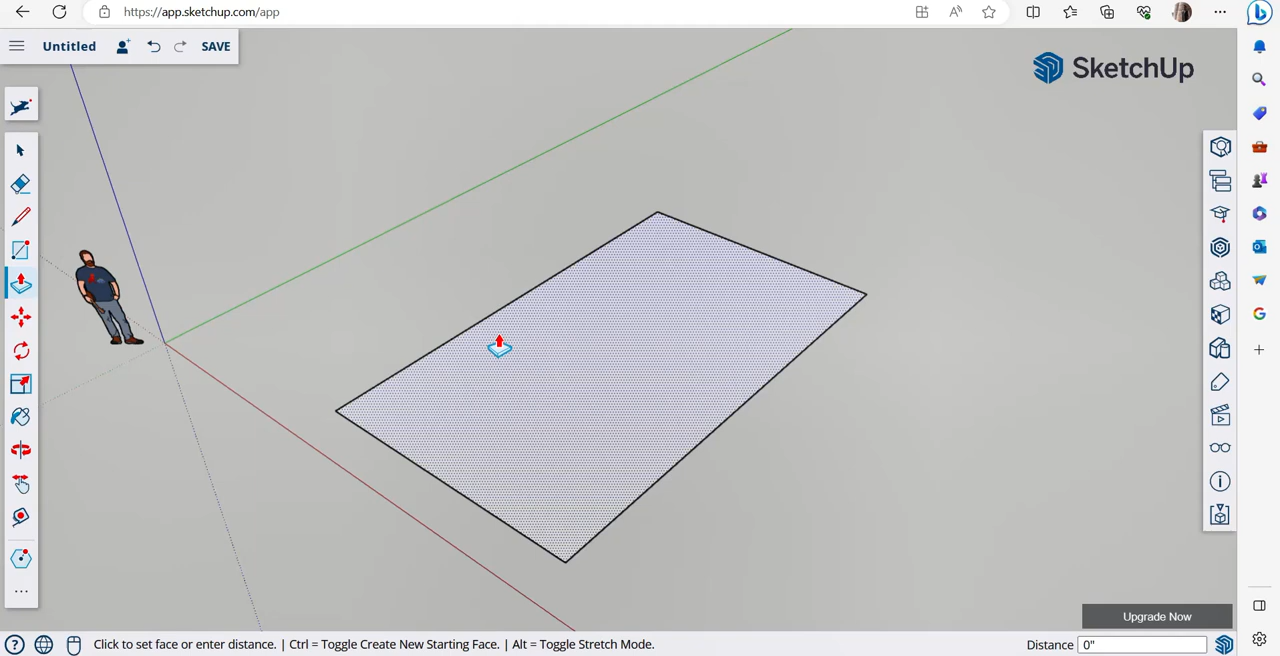 https://app.sketchup.com/app
Untitled
SAVE
SketchUp
Upgrade Now
Click to set face or enter distance. | Ctrl = Toggle Create New Starting Face. | Alt = Toggle Stretch Mode.
Distance 0"